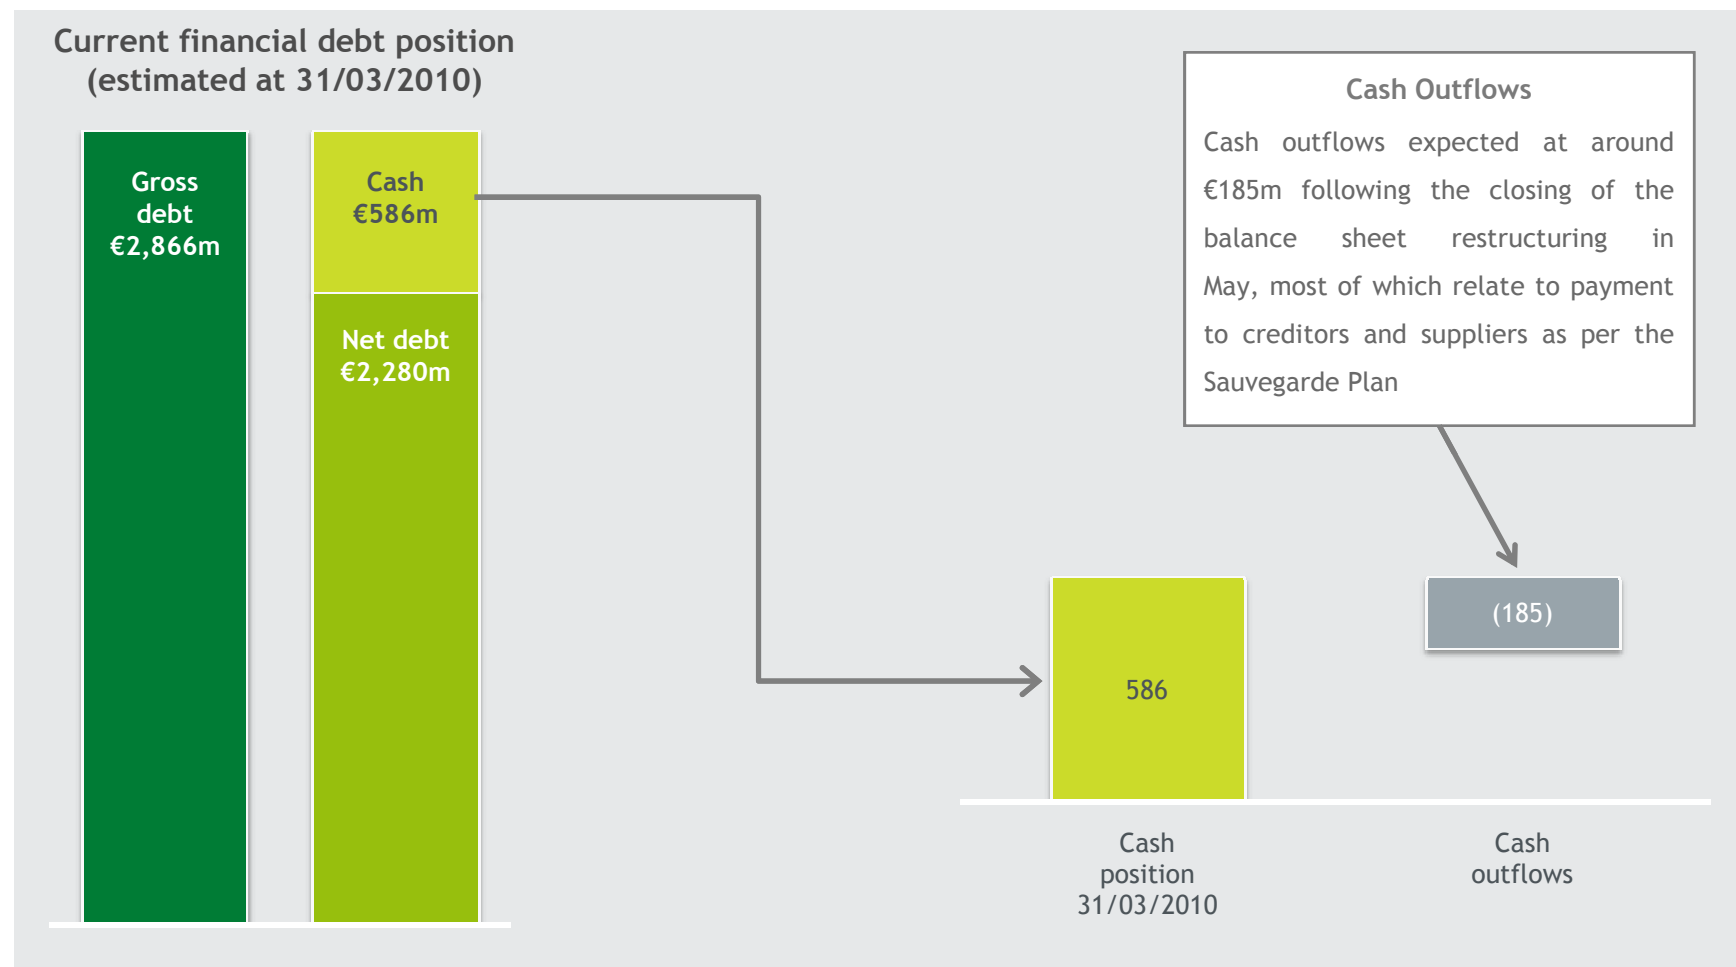 Current financial debt position
(estimated at 31/03/2010)
Gross
debt
€2,866m
Cash
€586m
Net debt
€2,280m
Cash Outflows
Cash outflows expected at around
€185m following the closing of the
balance sheet restructuring in
May, most of which relate to payment
to creditors and suppliers as per the
Sauvegarde Plan
586
(185)
Cash
position
31/03/2010
Cash
outflows